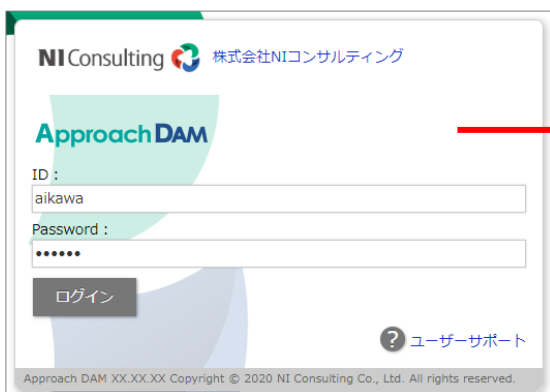 NI Consulting 株式会社NIコンサルティング
Approach DAM
ID：
aikawa
Password：
••••••
ログイン
? ユーザーサポート
Approach DAM XX.XX.XX Copyright © 2020 NI Consulting Co., Ltd. All rights reserved.